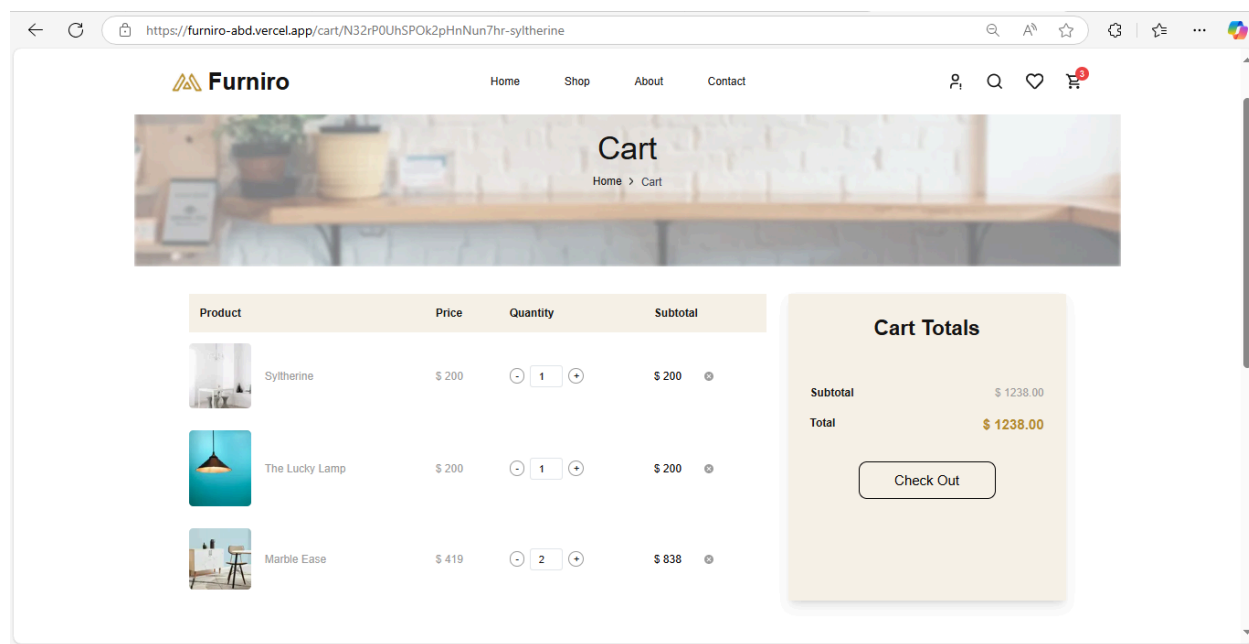 https://furniro-abd.vercel.app/cart/N32rP0UhSPOk2pHnNun7hr-syltherine
Furniro Home Shop About Contact 3
Cart
Home > Cart
Product Price Quantity Subtotal
Syltherine $ 200 - 1 + $ 200
The Lucky Lamp $ 200 - 1 + $ 200
Marble Ease $ 419 - 2 + $ 838
Cart Totals
Subtotal $ 1238.00
Total $ 1238.00
Check Out